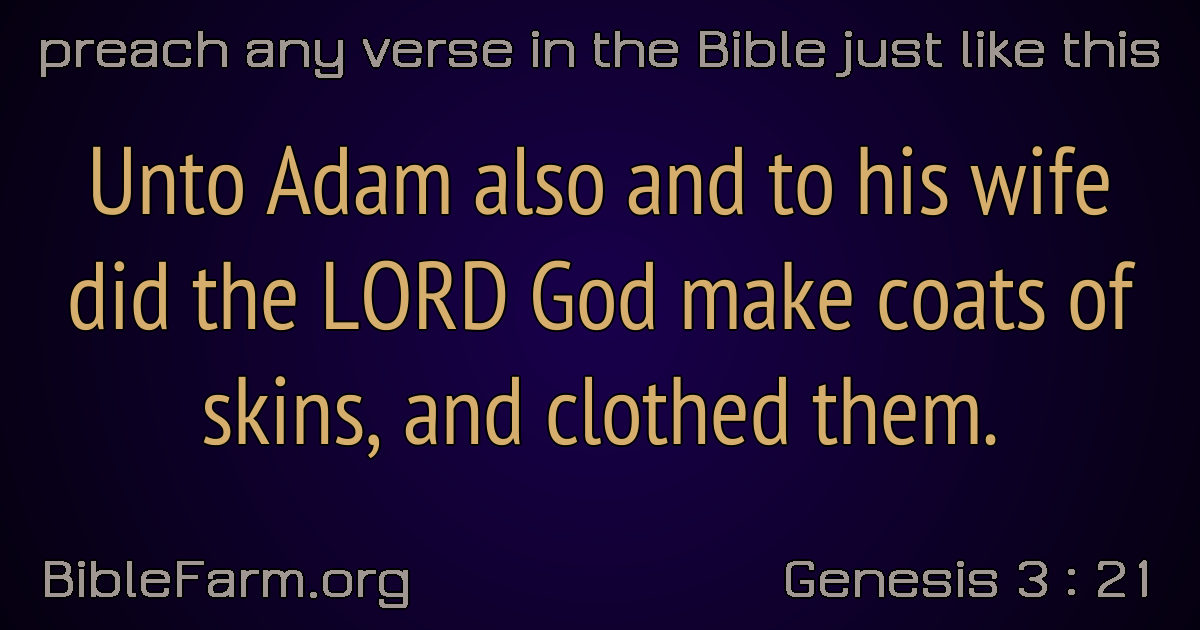 preach any verse in the Bible just like this
Unto Adam also and to his wife
did the LORD God make coats of
skins, and clothed them.
BibleFarm.org
Genesis 3 : 21